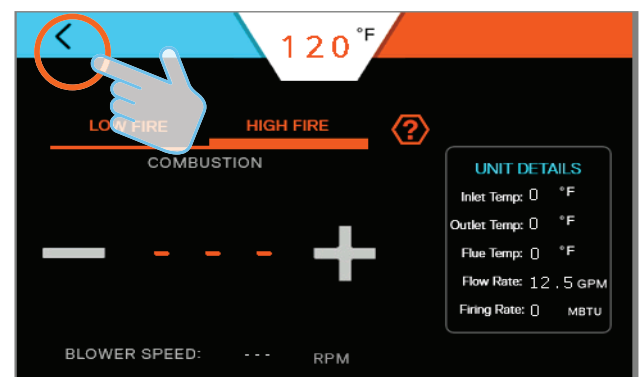 120°F
LOW FIRE HIGH FIRE ?
COMBUSTION
- - -
UNIT DETAILS
Inlet Temp: 0 °F
Outlet Temp: 0 °F
Flue Temp: 0 °F
Flow Rate: 12.5 GPM
Firing Rate: 0 MBTU
BLOWER SPEED: --- RPM